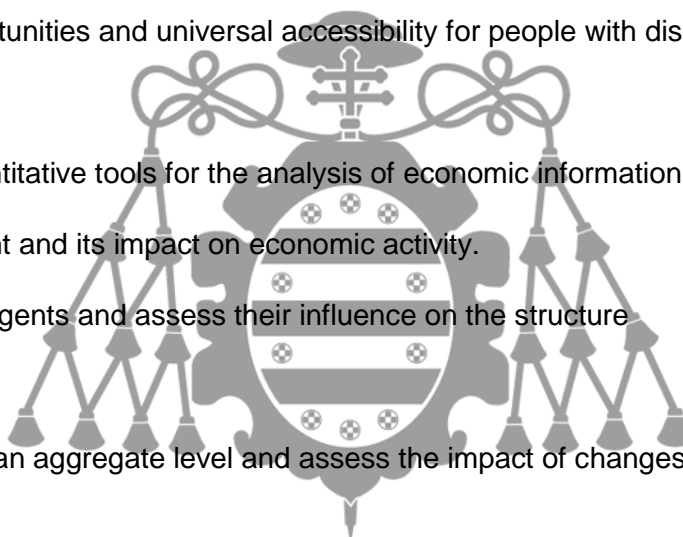 tunities and universal accessibility for people with dis
ntitative tools for the analysis of economic information
nt and its impact on economic activity.
gents and assess their influence on the structure
an aggregate level and assess the impact of changes